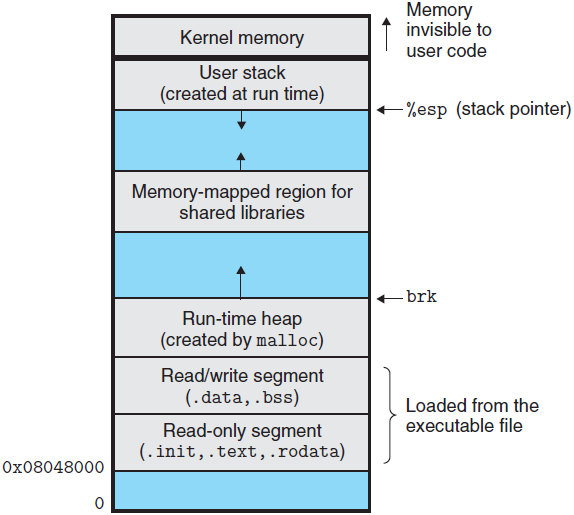 Kernel memory
Memory
invisible to
user code
User stack
(created at run time)
%esp (stack pointer)
Memory-mapped region for
shared libraries
brk
Run-time heap
(created by malloc)
Read/write segment
(.data,.bss)
Read-only segment
(.init,.text,.rodata)
Loaded from the
executable file
0x08048000
0